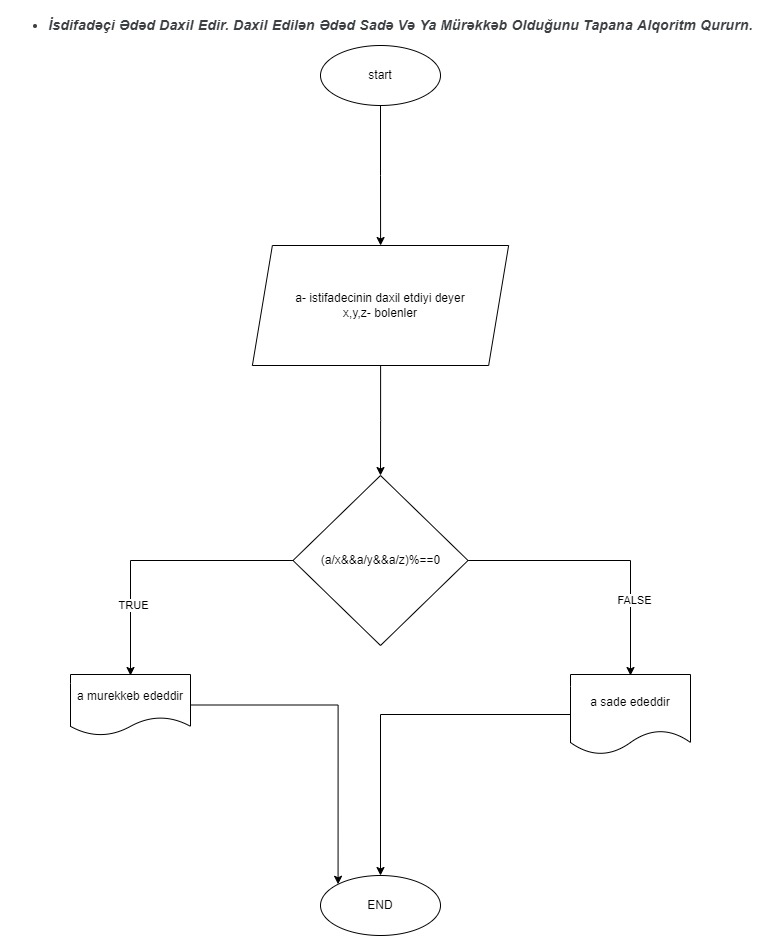 İsdifadəçi Ədəd Daxil Edir. Daxil Edilən Ədəd Sadə Və Ya Mürəkkəb Olduğunu Tapana Alqoritm Qururn.
start
a- istifadecinin daxil etdiyi deyer
x,y,z- bolenler
(a/x&&a/y&&a/z)%==0
TRUE
FALSE
a murekkeb ededdir
a sade ededdir
END